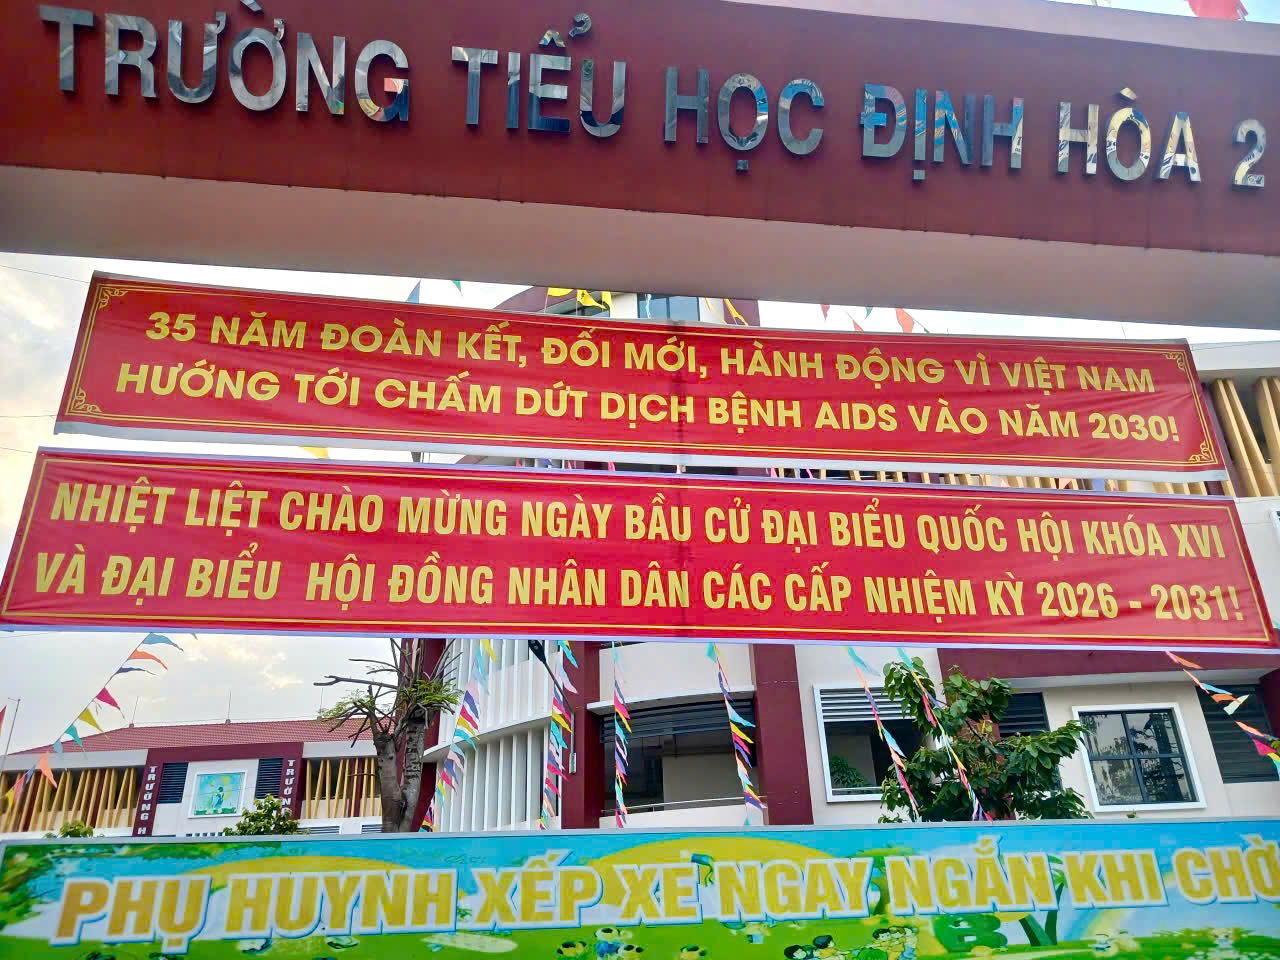 TRƯỜNG TIỂU HỌC ĐỊNH HÒA 2
35 NĂM ĐOÀN KẾT, ĐỔI MỚI, HÀNH ĐỘNG VÌ VIỆT NAM
HƯỚNG TỚI CHẤM DỨT DỊCH BỆNH AIDS VÀO NĂM 2030!
NHIỆT LIỆT CHÀO MỪNG NGÀY BẦU CỬ ĐẠI BIỂU QUỐC HỘI KHÓA XVI
VÀ ĐẠI BIỂU HỘI ĐỒNG NHÂN DÂN CÁC CẤP NHIỆM KỲ 2026 - 2031!
TRƯỜNG H
TRƯỜNG
PHỤ HUYNH XẾP XE NGAY NGẮN KHI CHỜ